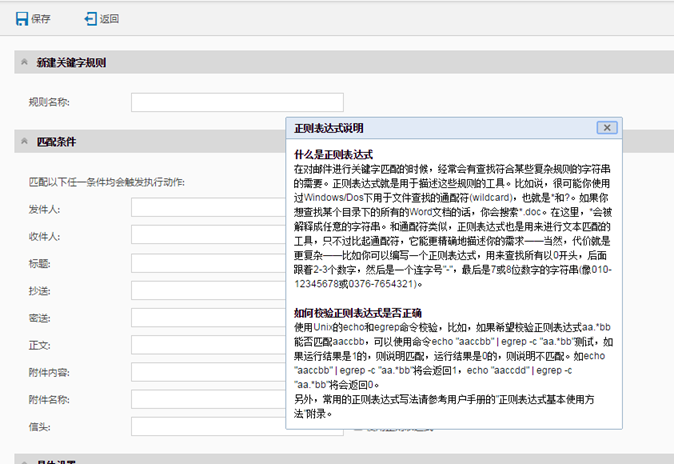 保存 返回
新建关键字规则
规则名称:
正则表达式说明
匹配条件
什么是正则表达式
在对邮件进行关键字匹配的时候，经常会有查找符合某些复杂规则的字符串
的需要。正则表达式就是用于描述这些规则的工具。比如说，很可能你使用
过Windows/Dos下用于文件查找的通配符(wildcard)，也就是*和?。如果你
想查找某个目录下的所有的Word文档的话，你会搜索*.doc。在这里，*会被
解释成任意的字符串。和通配符类似，正则表达式也是用来进行文本匹配的
工具，只不过比起通配符，它能更精确地描述你的需求——当然，代价就是
更复杂——比如你可以编写一个正则表达式，用来查找所有以0开头，后面
跟着2-3个数字，然后是一个连字号"-"，最后是7或8位数字的字符串(像010-
12345678或0376-7654321)。
如何校验正则表达式是否正确
使用Unix的echo和egrep命令校验，比如，如果希望校验正则表达式aa.*bb
能否匹配aaccbb，可以使用命令echo "aaccbb" | egrep -c "aa.*bb"测试，如
果运行结果是1的，则说明匹配，运行结果是0的，则说明不匹配。如echo
"aaccbb" | egrep -c "aa.*bb"将会返回1，echo "aaccdd" | egrep -c
"aa.*bb"将会返回0。
另外，常用的正则表达式写法请参考用户手册的"正则表达式基本使用方
法"附录。
匹配以下任一条件均会触发执行动作:
发件人:
收件人:
标题:
抄送:
密送:
正文:
附件内容:
附件名称:
信头: